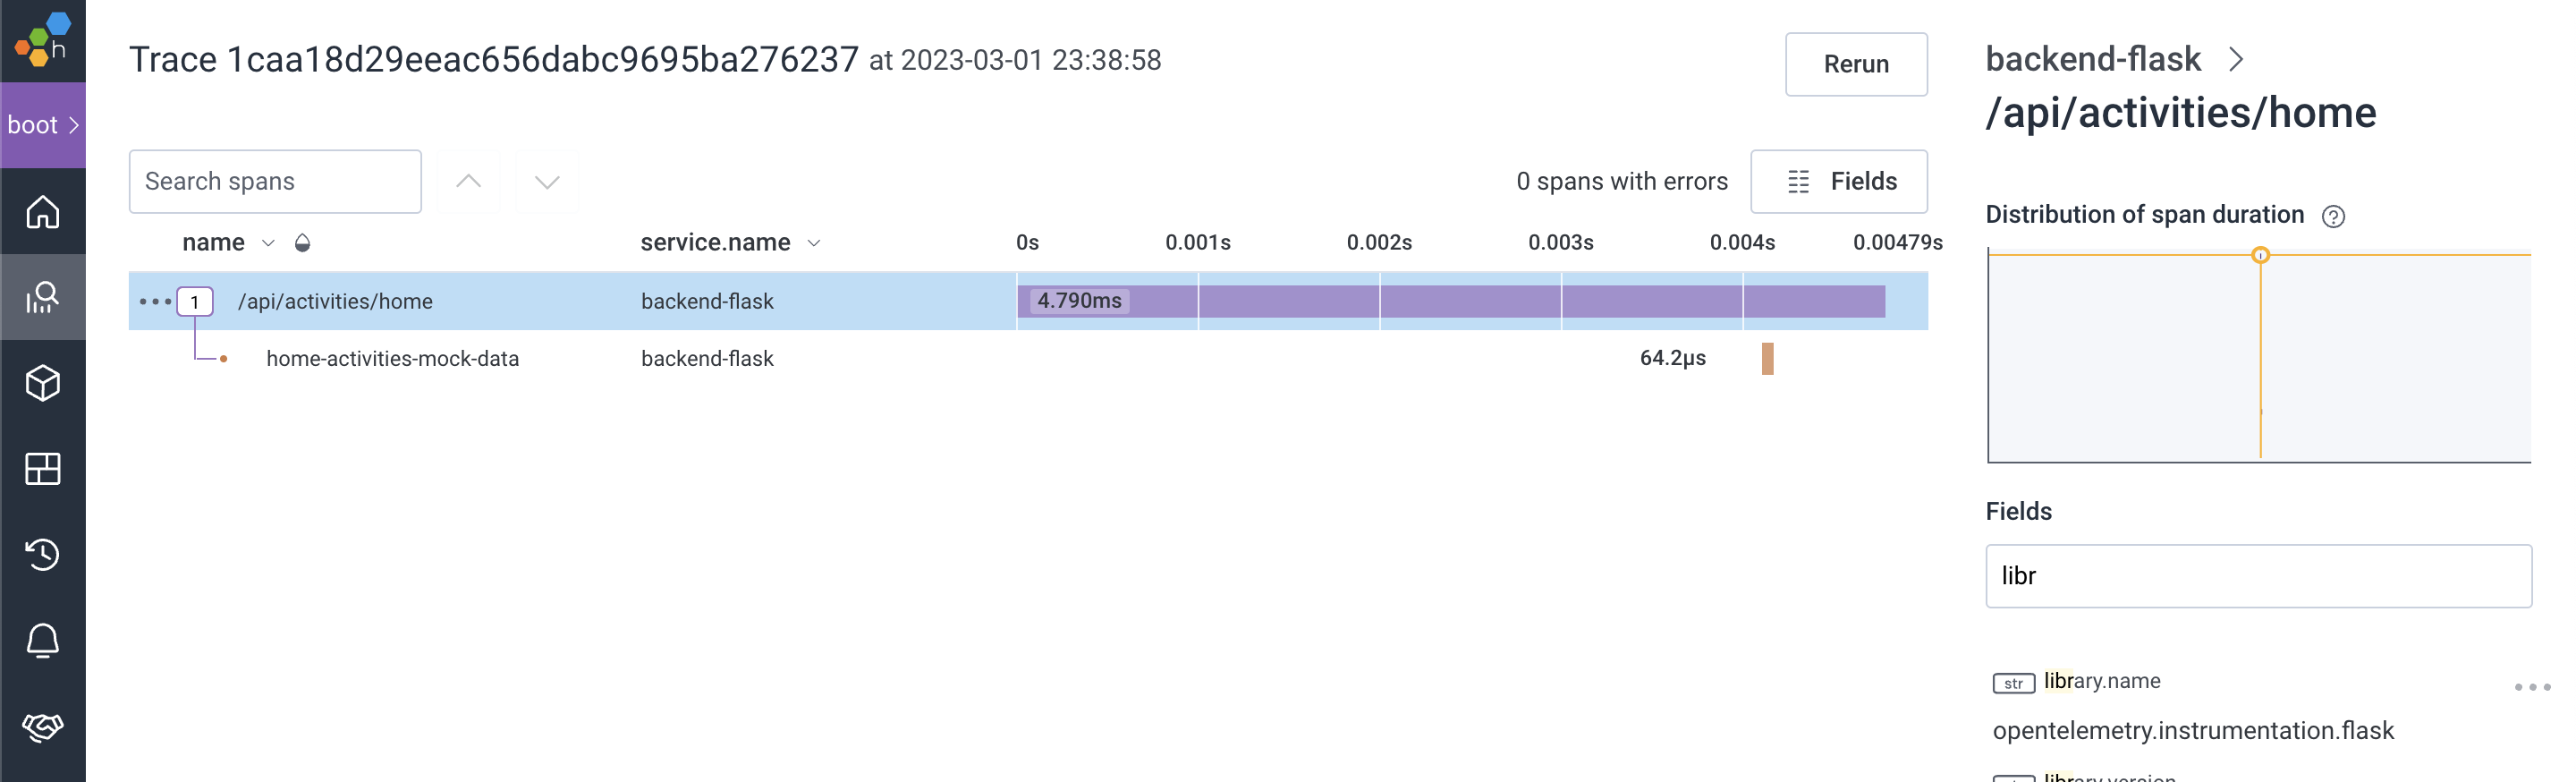 h
boot
Trace 1caa18d29eeac656dabc9695ba276237 at 2023-03-01 23:38:58
Rerun
Search spans
0 spans with errors
Fields
name
service.name
0s 0.001s 0.002s 0.003s 0.004s 0.00479s
1 /api/activities/home backend-flask 4.790ms
home-activities-mock-data backend-flask 64.2µs
backend-flask
/api/activities/home
Distribution of span duration ?
Fields
libr
str library.name
opentelemetry.instrumentation.flask
library.version